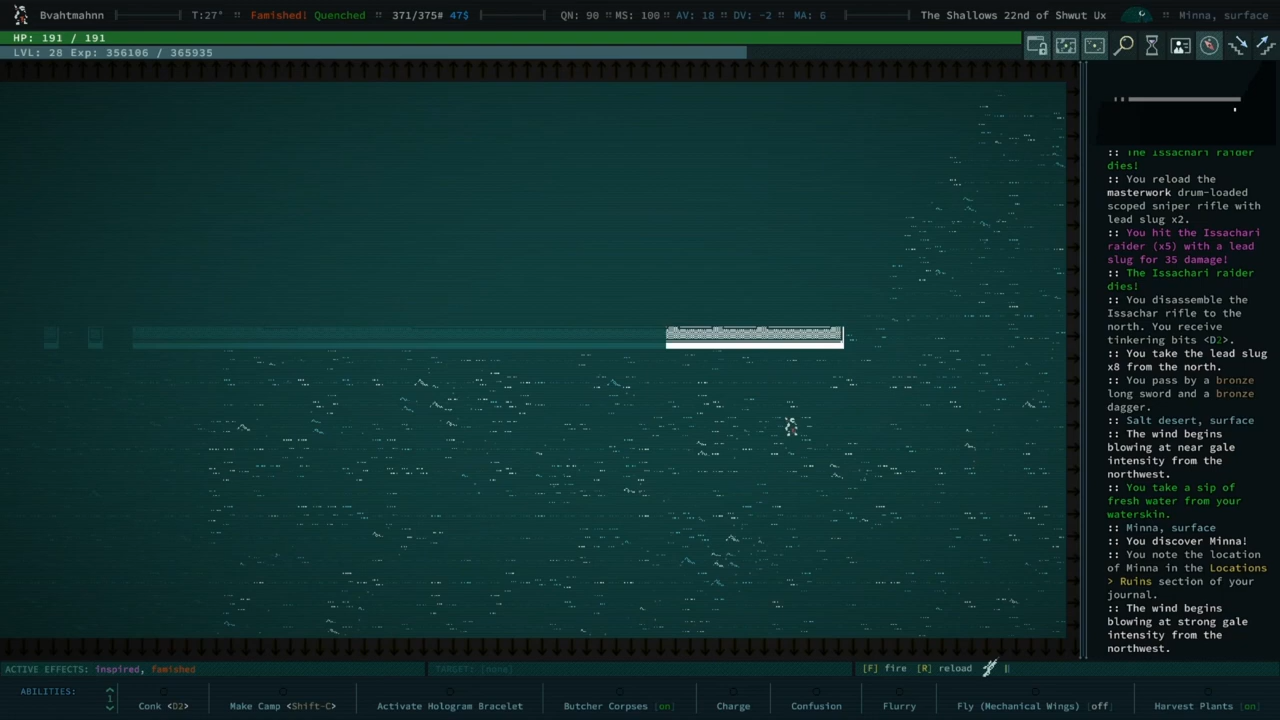 Bvahtmahnn T:27° :: Famished! Quenched :: 371/375# 47$ QN: 90 :: MS: 100 :: AV: 18 :: DV: -2 :: MA: 6 The Shallows 22nd of Shwut Ux :: Minna, surface
HP: 191 / 191
LVL: 28 Exp: 356106 / 365935
:: The Issachari raider
dies!
:: You reload the
masterwork drum-loaded
scoped sniper rifle with
lead slug x2.
:: You hit the Issachari
raider (x5) with a lead
slug for 35 damage!
:: The Issachari raider
dies!
:: You disassemble the
Issachar rifle to the
north. You receive
tinkering bits <D2>.
:: You take the lead slug
x8 from the north.
:: You pass by a bronze
long sword and a bronze
dagger.
:: Salt desert, surface
:: The wind begins
blowing at near gale
intensity from the
northwest.
:: You take a sip of
fresh water from your
waterskin.
:: Minna, surface
:: You discover Minna!
:: You note the location
of Minna in the Locations
> Ruins section of your
journal.
:: The wind begins
blowing at strong gale
intensity from the
northwest.
ACTIVE EFFECTS: inspired, famished TARGET: [none] [F] fire [R] reload
ABILITIES: 1 Conk <D2> Make Camp <Shift-C> Activate Hologram Bracelet Butcher Corpses [on] Charge Confusion Flurry Fly (Mechanical Wings) [off] Harvest Plants [on]